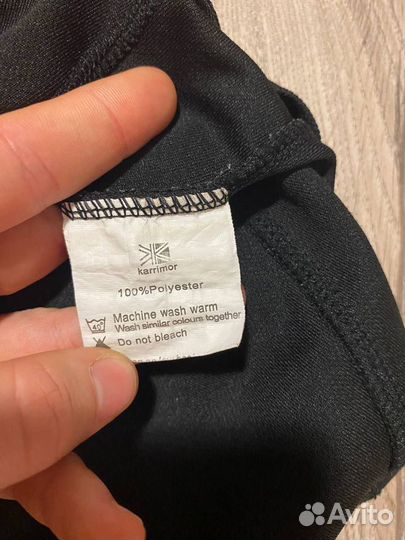 karrimor
100%Polyester
40° Machine wash warm
Wash similar colours together
Do not bleach
Avito